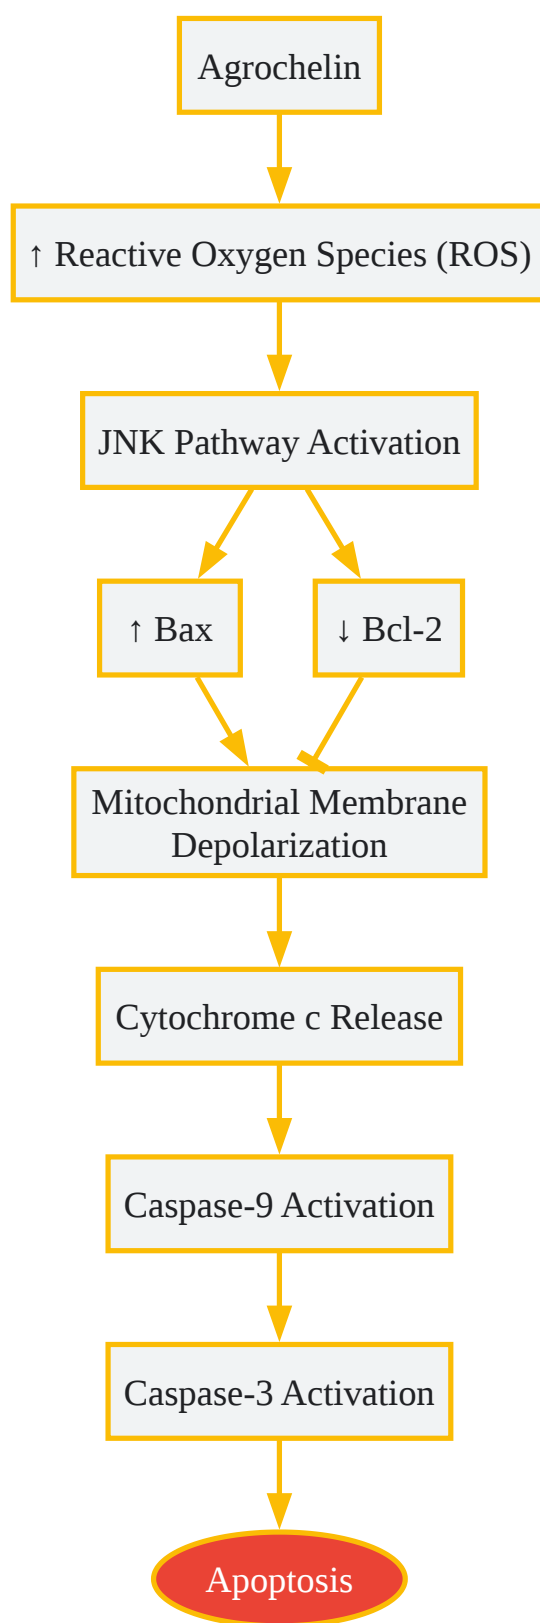 Agrochelin
↑ Reactive Oxygen Species (ROS)
JNK Pathway Activation
↑ Bax
↓ Bcl-2
Mitochondrial Membrane
Depolarization
Cytochrome c Release
Caspase-9 Activation
Caspase-3 Activation
Apoptosis